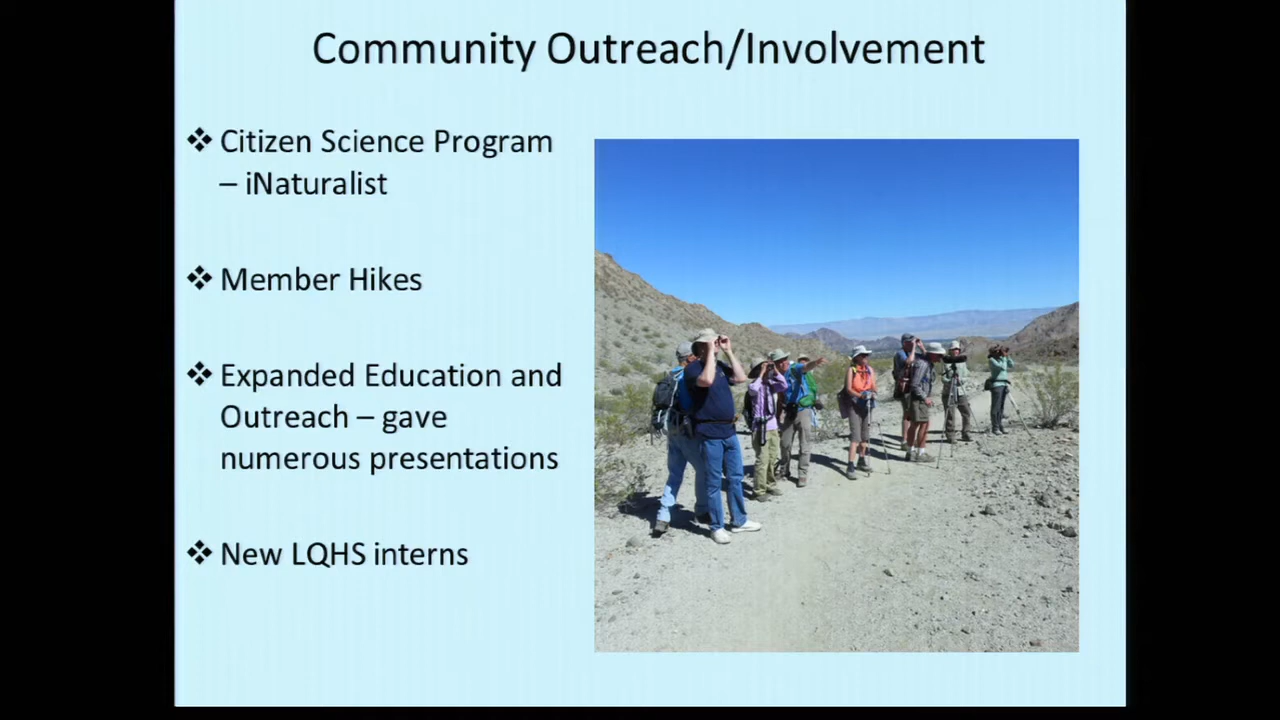 Community Outreach/Involvement
❖ Citizen Science Program
– iNaturalist
❖ Member Hikes
❖ Expanded Education and
Outreach – gave
numerous presentations
❖ New LQHS interns